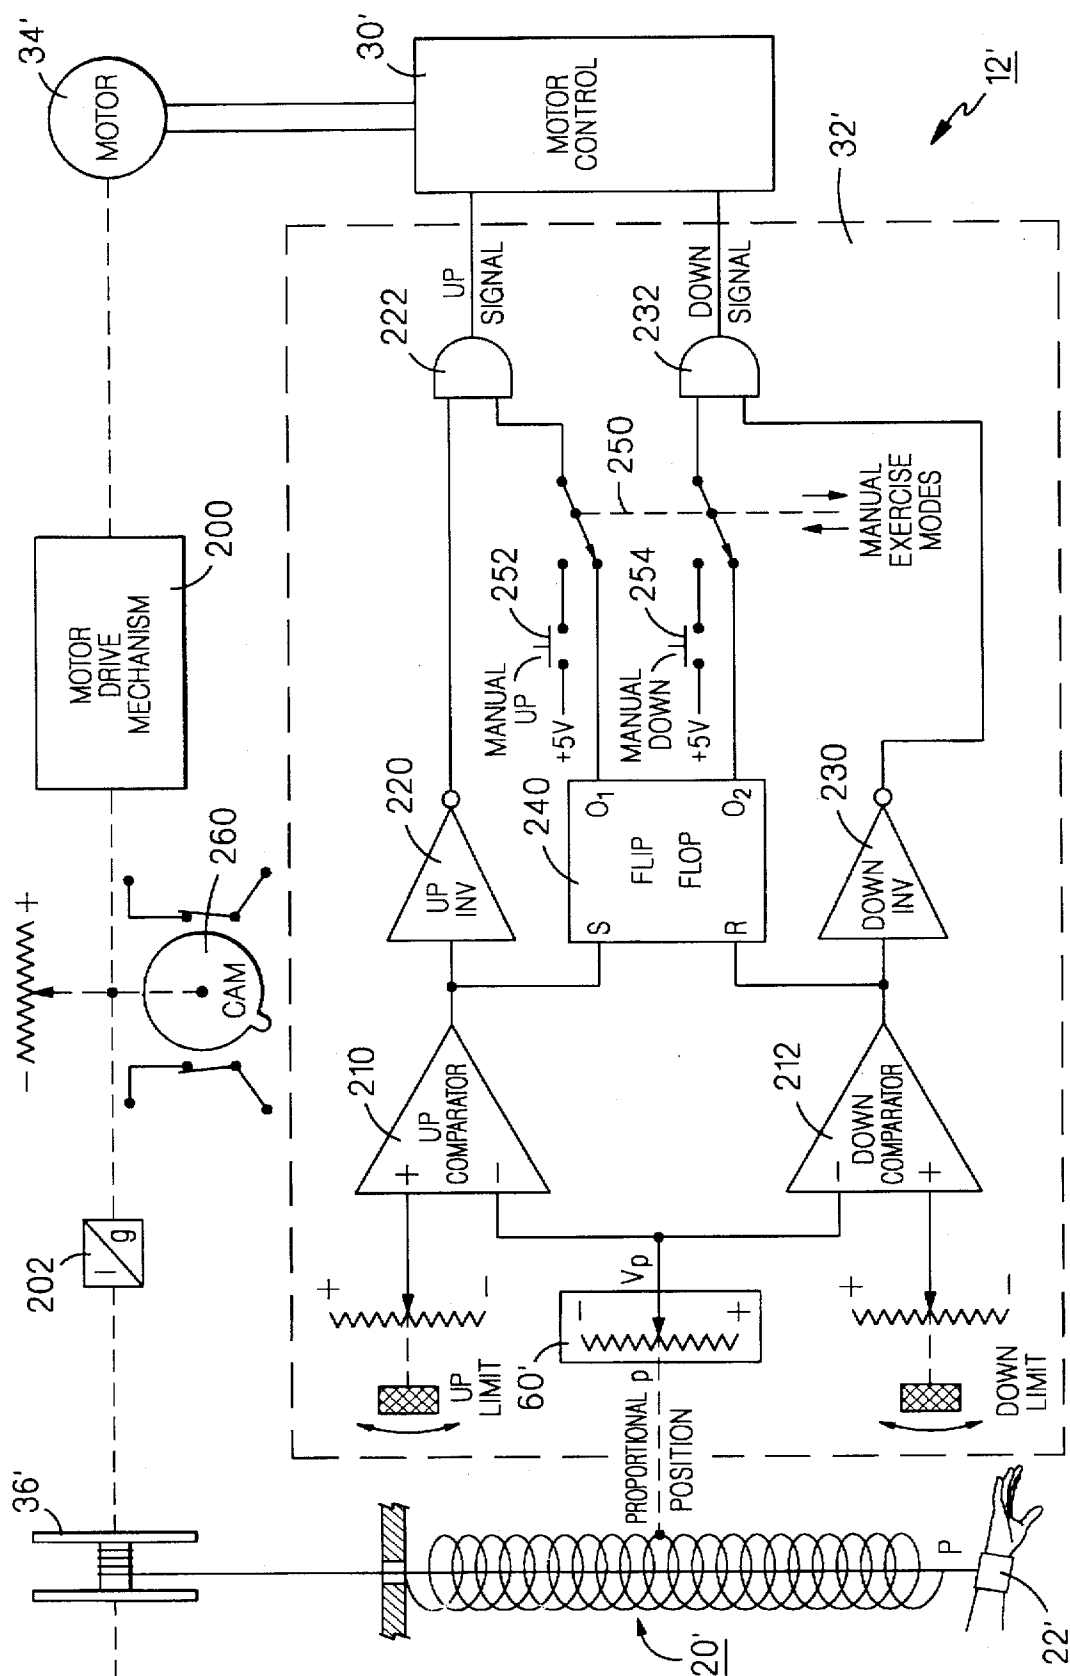 36'
202
l
g
- +
CAM
260
MOTOR
DRIVE
MECHANISM
200
MOTOR
34'
30'
MOTOR
CONTROL
12'
32'
UP LIMIT
+ -
210
+
-
UP
COMPARATOR
220
UP
INV
222
UP
SIGNAL
PROPORTIONAL p
POSITION
60'
- +
Vp
240
S
R
FLIP
FLOP
O1
O2
MANUAL
UP
252
+5V
MANUAL
DOWN
254
+5V
250
232
DOWN
SIGNAL
DOWN
LIMIT
+ -
212
-
+
DOWN
COMPARATOR
230
DOWN
INV
MANUAL
EXERCISE
MODES
20'
P
22'